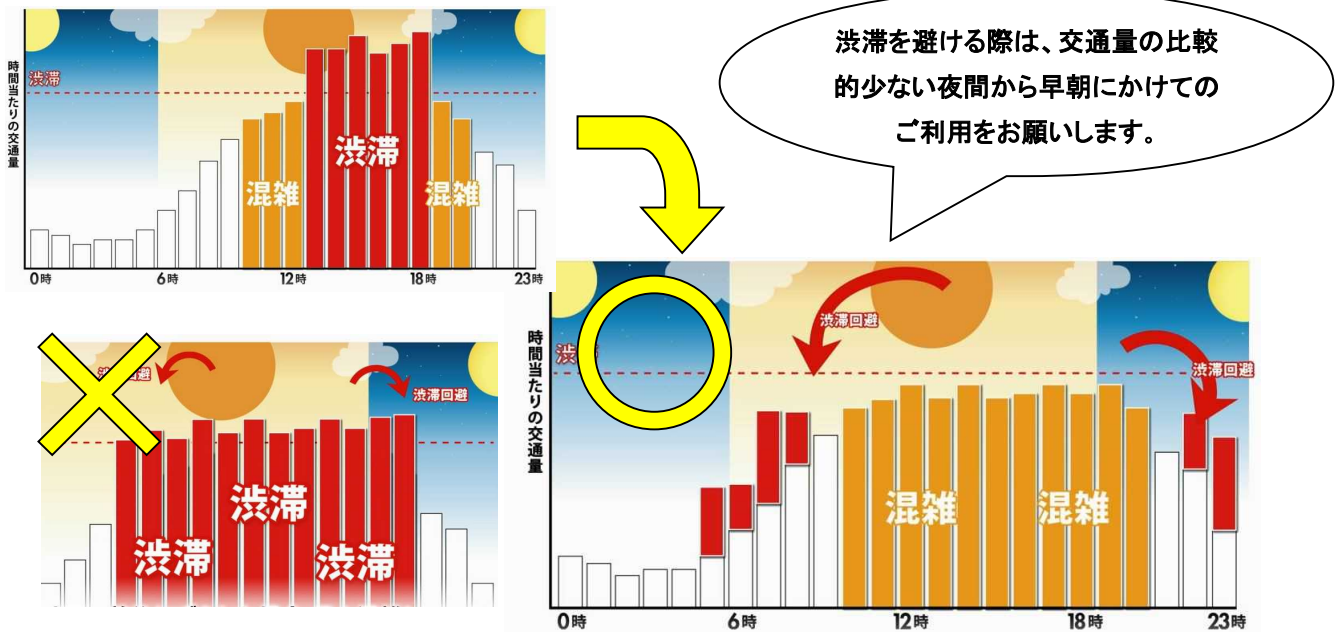 渋滞を避ける際は、交通量の比較
的少ない夜間から早朝にかけての
ご利用をお願いします。
時間当たりの交通量
渋滞
混雑
渋滞
混雑
0時
6時
12時
18時
23時
渋滞回避
渋滞回避
渋滞
混雑
混雑
時間当たりの交通量
0時
6時
12時
18時
23時
回避
渋滞回避
渋滞
渋滞
渋滞